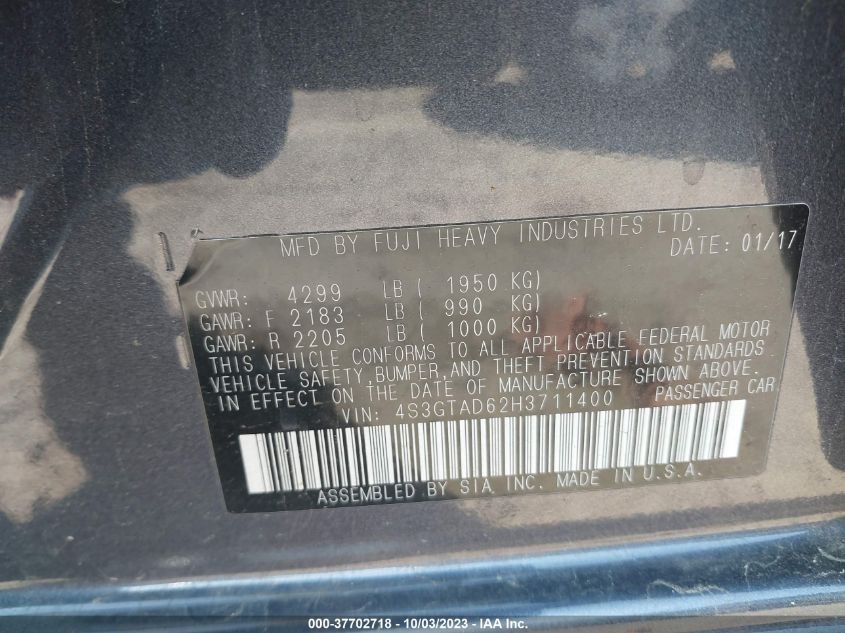 MFD BY FUJI HEAVY INDUSTRIES LTD.
DATE: 01/17
GVWR: 4299 LB ( 1950 KG)
GAWR: F 2183 LB ( 990 KG)
GAWR: R 2205 LB ( 1000 KG)
THIS VEHICLE CONFORMS TO ALL APPLICABLE FEDERAL MOTOR
VEHICLE SAFETY, BUMPER, AND THEFT PREVENTION STANDARDS
IN EFFECT ON THE DATE OF MANUFACTURE SHOWN ABOVE.
VIN: 4S3GTAD62H3711400 PASSENGER CAR
ASSEMBLED BY SIA INC. MADE IN U.S.A.
000-37702718 - 10/03/2023 - IAA Inc.